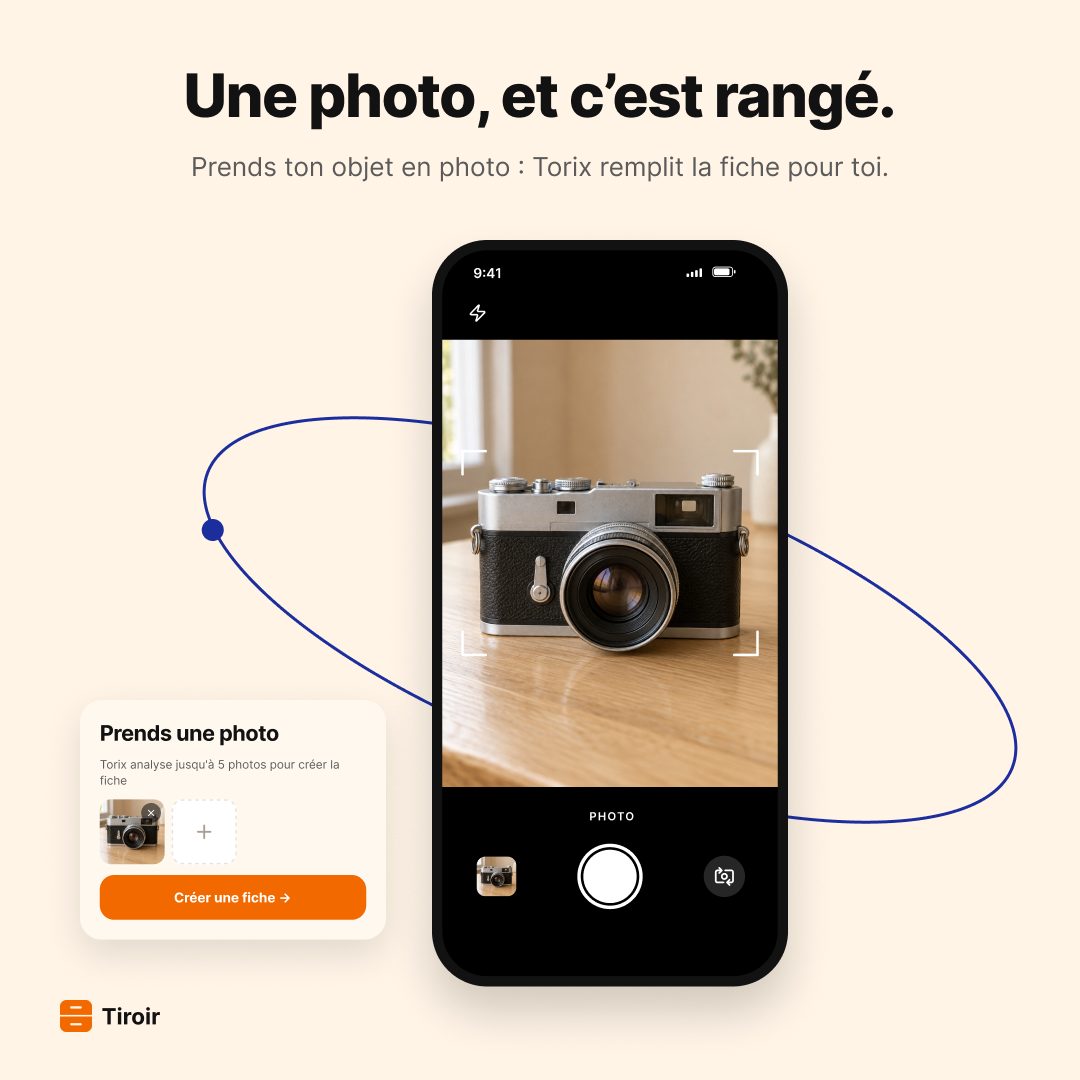 Une photo, et c’est rangé.
Prends ton objet en photo : Torix remplit la fiche pour toi.
9:41
PHOTO
Prends une photo
Torix analyse jusqu'à 5 photos pour créer la
fiche
Créer une fiche →
Tiroir